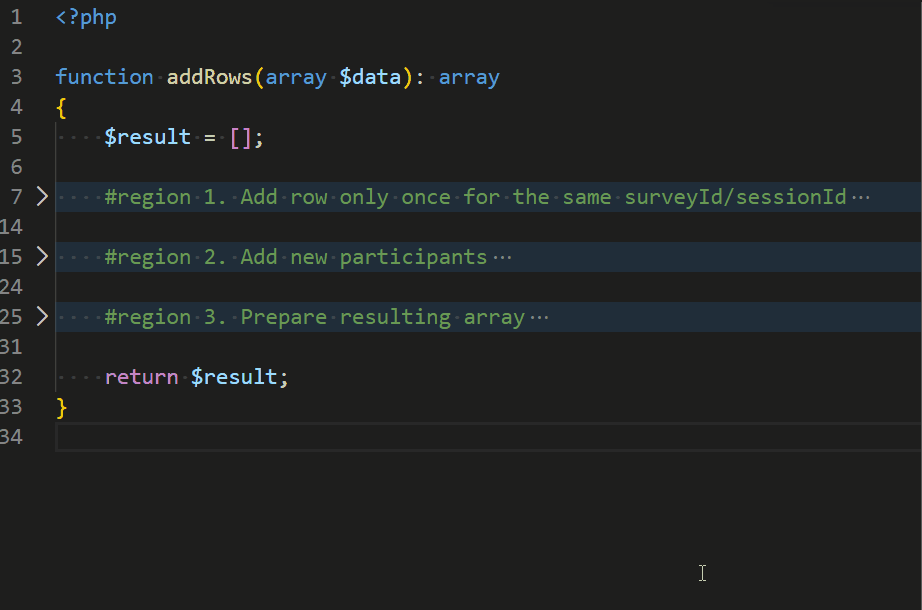 1 <?php
2
3 function addRows(array $data): array
4 {
5     $result = [];
6
7     #region 1. Add row only once for the same surveyId/sessionId···
14
15     #region 2. Add new participants···
24
25     #region 3. Prepare resulting array···
31
32     return $result;
33 }
34